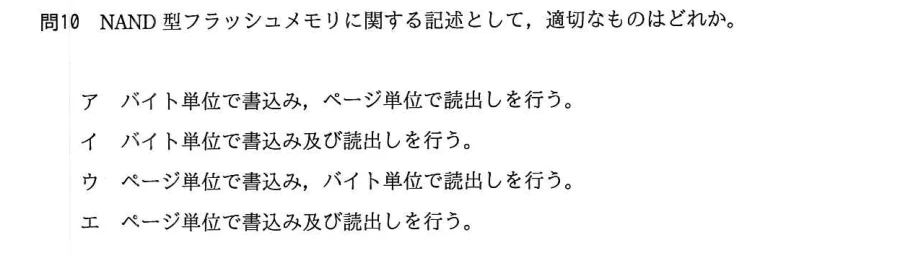 問10 NAND 型フラッシュメモリに関する記述として，適切なものはどれか。
ア バイト単位で書込み，ページ単位で読出しを行う。
イ バイト単位で書込み及び読出しを行う。
ウ ページ単位で書込み，バイト単位で読出しを行う。
エ ページ単位で書込み及び読出しを行う。